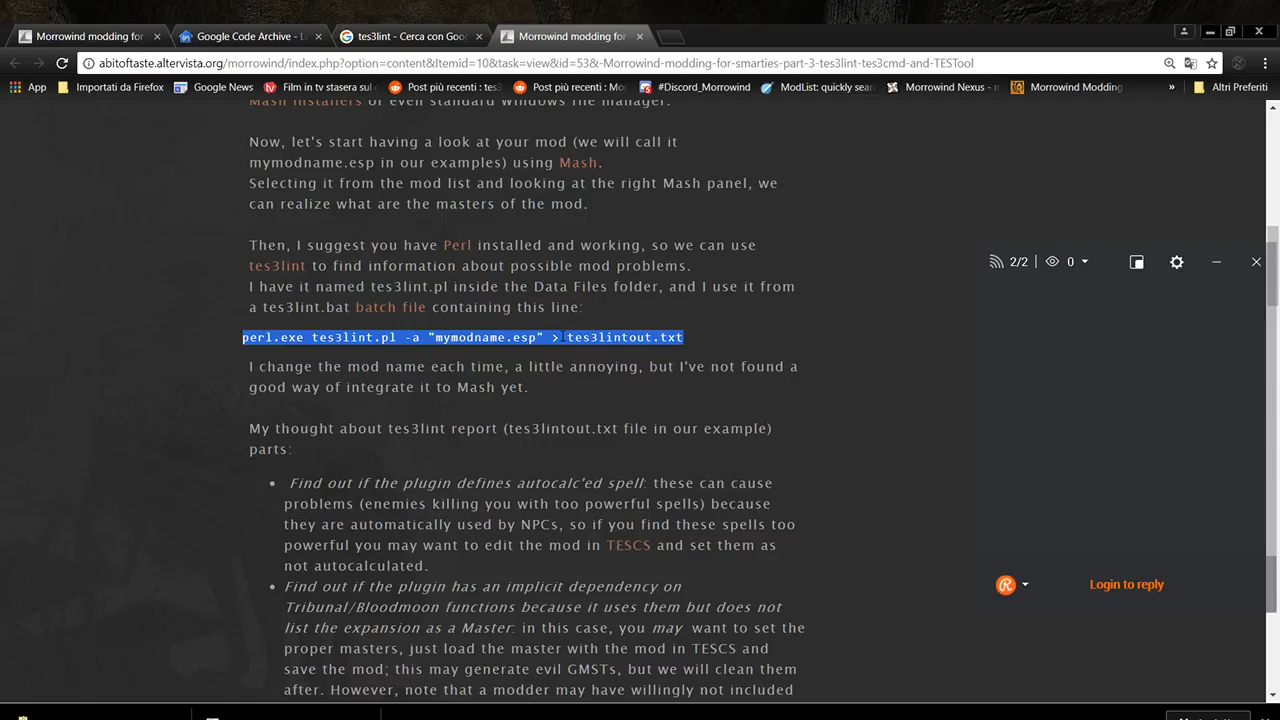 Morrowind modding for
Google Code Archive - L
tes3lint - Cerca con Goo
Morrowind modding for
abitoftaste.altervista.org/morrowind/index.php?option=content&Itemid=10&task=view&id=53&-Morrowind-modding-for-smarties-part-3-tes3lint-tes3cmd-and-TESTool
App
Importati da Firefox
Google News
Film in tv stasera su
Post più recenti : tes3
Post più recenti : Mo
#Discord_Morrowind
ModList: quickly sear
Morrowind Nexus - m
Morrowind Modding
»
Altri Preferiti
Mash installers or even standard Windows file manager.
Now, let's start having a look at your mod (we will call it
mymodname.esp in our examples) using Mash.
Selecting it from the mod list and looking at the right Mash panel, we
can realize what are the masters of the mod.
Then, I suggest you have Perl installed and working, so we can use
tes3lint to find information about possible mod problems.
I have it named tes3lint.pl inside the Data Files folder, and I use it from
a tes3lint.bat batch file containing this line:
perl.exe tes3lint.pl -a "mymodname.esp" > tes3lintout.txt
I change the mod name each time, a little annoying, but I've not found a
good way of integrate it to Mash yet.
My thought about tes3lint report (tes3lintout.txt file in our example)
parts:
• Find out if the plugin defines autocalc'ed spell: these can cause
problems (enemies killing you with too powerful spells) because
they are automatically used by NPCs, so if you find these spells too
powerful you may want to edit the mod in TESCS and set them as
not autocalculated.
• Find out if the plugin has an implicit dependency on
Tribunal/Bloodmoon functions because it uses them but does not
list the expansion as a Master: in this case, you may want to set the
proper masters, just load the master with the mod in TESCS and
save the mod; this may generate evil GMSTs, but we will clean them
after. However, note that a modder may have willingly not included
2/2
0
Login to reply